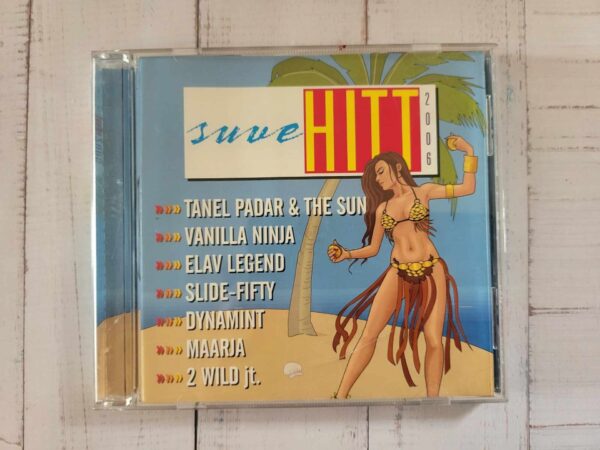 suve HITT 2006
TANEL PADAR & THE SUN
VANILLA NINJA
ELAV LEGEND
SLIDE-FIFTY
DYNAMINT
MAARJA
2 WILD jt.